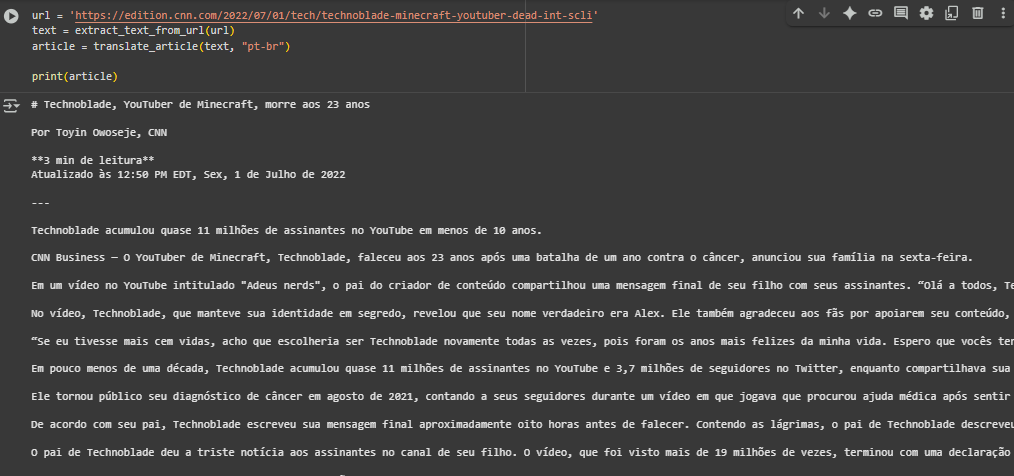 url = 'https://edition.cnn.com/2022/07/01/tech/technoblade-minecraft-youtuber-dead-int-scli'
text = extract_text_from_url(url)
article = translate_article(text, "pt-br")
print(article)
# Technoblade, YouTuber de Minecraft, morre aos 23 anos
Por Toyin Owoseje, CNN
**3 min de leitura**
Atualizado às 12:50 PM EDT, Sex, 1 de Julho de 2022
---
Technoblade acumulou quase 11 milhões de assinantes no YouTube em menos de 10 anos.
CNN Business — O YouTuber de Minecraft, Technoblade, faleceu aos 23 anos após uma batalha de um ano contra o câncer, anunciou sua família na sexta-feira.
Em um vídeo no YouTube intitulado "Adeus nerds", o pai do criador de conteúdo compartilhou uma mensagem final de seu filho com seus assinantes. “Olá a todos,
No vídeo, Technoblade, que manteve sua identidade em segredo, revelou que seu nome verdadeiro era Alex. Ele também agradeceu aos fãs por apoiarem seu conteúdo,
“Se eu tivesse mais cem vidas, acho que escolheria ser Technoblade novamente todas as vezes, pois foram os anos mais felizes da minha vida. Espero que vocês
Em pouco menos de uma década, Technoblade acumulou quase 11 milhões de assinantes no YouTube e 3,7 milhões de seguidores no Twitter, enquanto compartilhava sua
Ele tornou público seu diagnóstico de câncer em agosto de 2021, contando a seus seguidores durante um vídeo em que jogava que procurou ajuda médica após sentir
De acordo com seu pai, Technoblade escreveu sua mensagem final aproximadamente oito horas antes de falecer. Contendo as lágrimas, o pai de Technoblade descreveu
O pai de Technoblade deu a triste notícia aos assinantes no canal de seu filho. O vídeo, que foi visto mais de 19 milhões de vezes, terminou com uma declaração